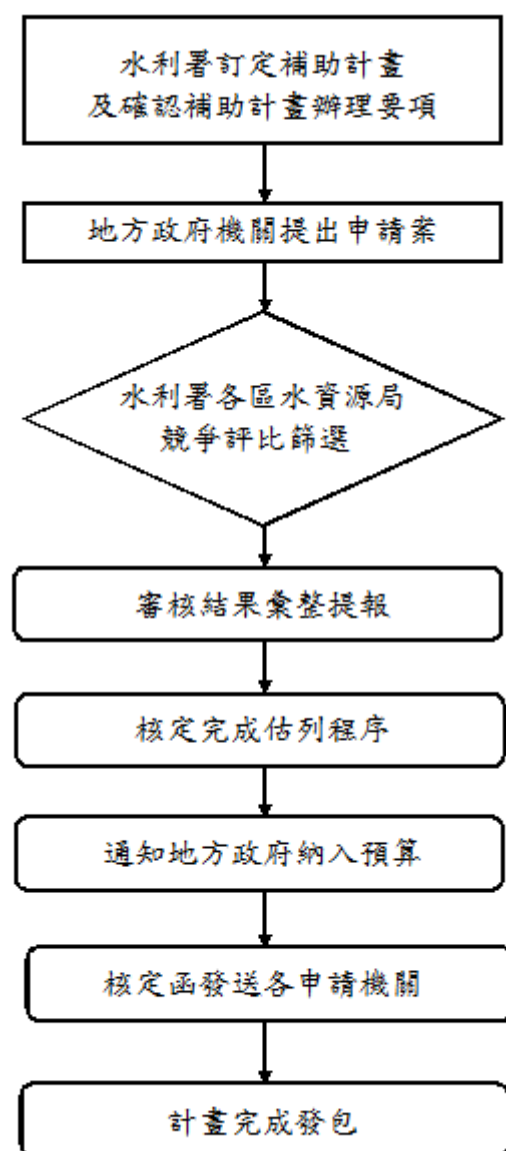 水利署訂定補助計畫
及確認補助計畫辦理要項
地方政府機關提出申請案
水利署各區水資源局
競爭評比篩選
審核結果彙整提報
核定完成估列程序
通知地方政府納入預算
核定函發送各申請機關
計畫完成發包